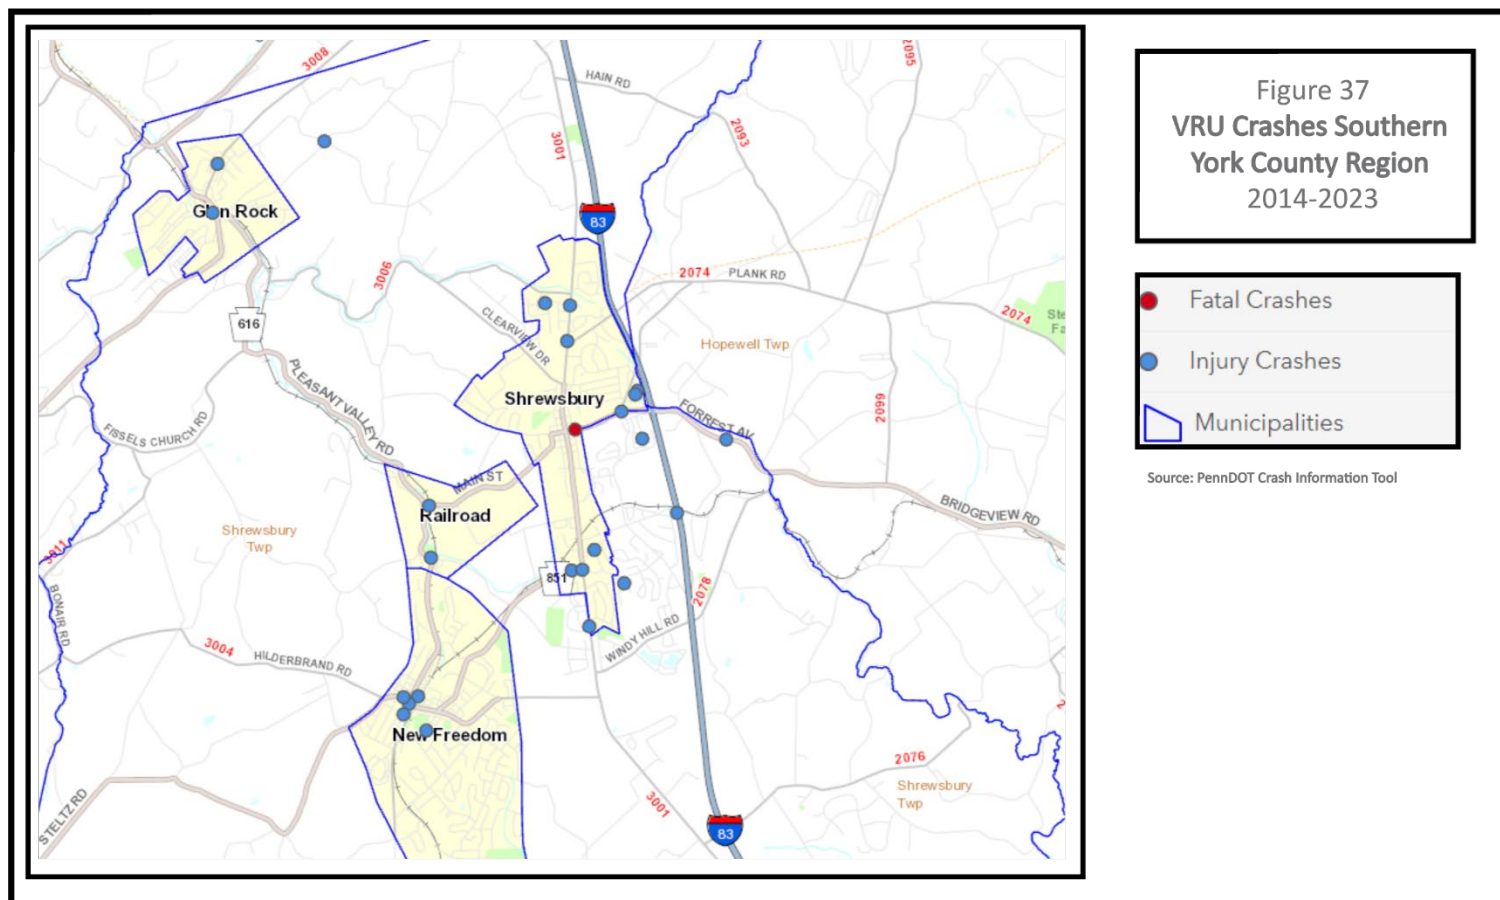 Figure 37
VRU Crashes Southern
York County Region
2014-2023
Fatal Crashes
Injury Crashes
Municipalities
Source: PennDOT Crash Information Tool
3008
HAIN RD
2095
3001
2093
83
Glen Rock
3006
2074
PLANK RD
2074
616
CLEARVIEW DR
Hopewell Twp
PLEASANT VALLEY RD
Shrewsbury
FISSELS CHURCH RD
FORREST AV
2099
MAIN ST
Railroad
BRIDGEVIEW RD
Shrewsbury
Twp
3011
851
2078
BONAIR RD
WINDY HILL RD
3004
HILDERBRAND RD
New Freedom
2076
Shrewsbury
Twp
STELTZ RD
3001
83